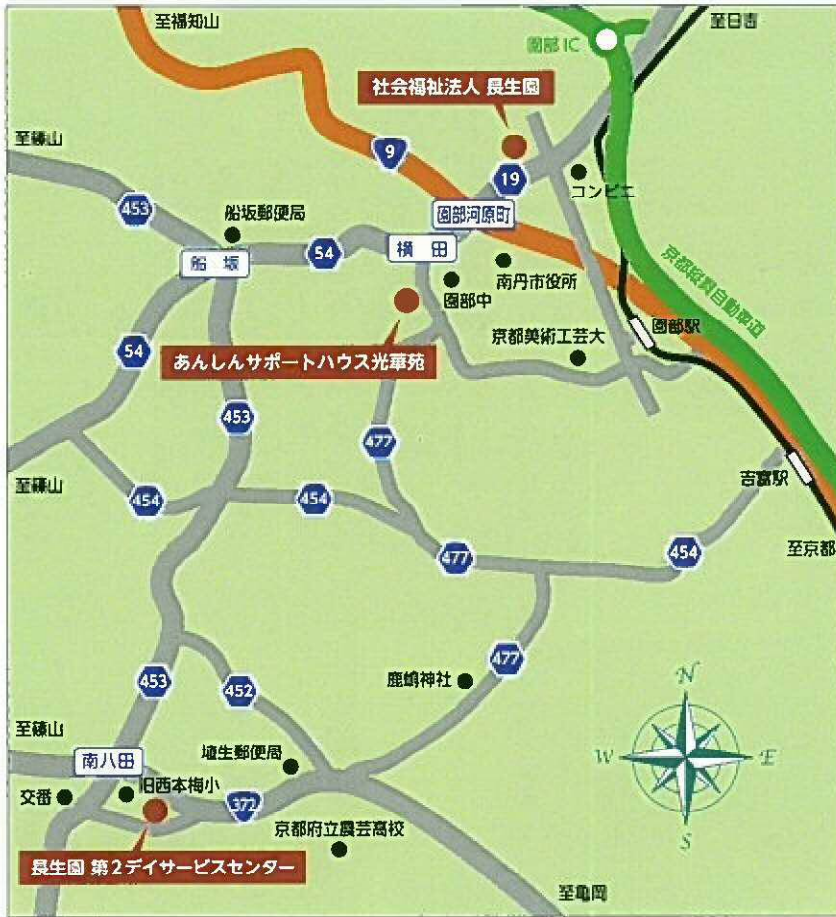 至福知山
至日吉
園部 IC
社会福祉法人 長生園
至篠山
9
19
コンビニ
453
船坂郵便局
園部河原町
54
横 田
船 坂
南丹市役所
園部中
京都縦貫自動車道
園部駅
京都美術工芸大
54
あんしんサポートハウス光華苑
453
477
吉富駅
至篠山
454
454
477
454
至京都
453
452
鹿嶋神社
477
N
W
E
S
至篠山
南八田
埴生郵便局
交番
旧西本梅小
372
京都府立農芸高校
長生園 第2デイサービスセンター
至亀岡